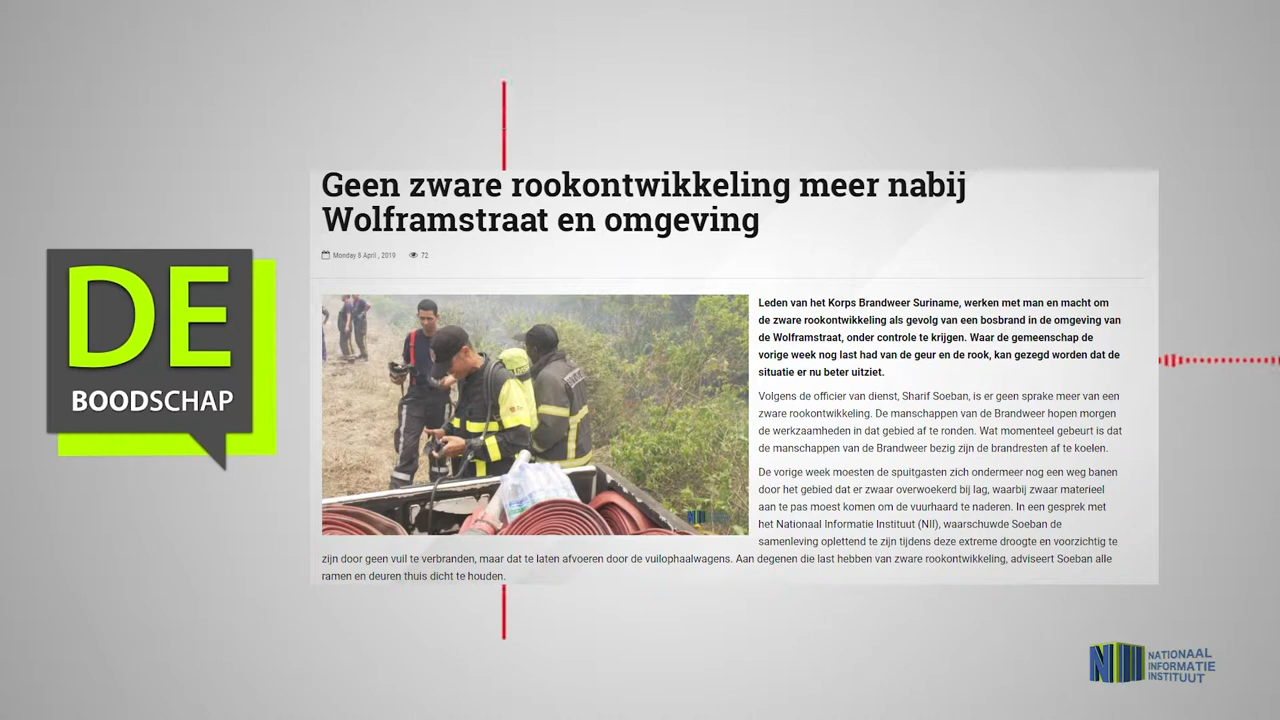 DE
BOODSCHAP
Geen zware rookontwikkeling meer nabij
Wolframstraat en omgeving
Monday 8 April , 2019 72
Leden van het Korps Brandweer Suriname, werken met man en macht om
de zware rookontwikkeling als gevolg van een bosbrand in de omgeving van
de Wolframstraat, onder controle te krijgen. Waar de gemeenschap de
vorige week nog last had van de geur en de rook, kan gezegd worden dat de
situatie er nu beter uitziet.
Volgens de officier van dienst, Sharif Soeban, is er geen sprake meer van een
zware rookontwikkeling. De manschappen van de Brandweer hopen morgen
de werkzaamheden in dat gebied af te ronden. Wat momenteel gebeurt is dat
de manschappen van de Brandweer bezig zijn de brandresten af te koelen.
De vorige week moesten de spuitgasten zich ondermeer nog een weg banen
door het gebied dat er zwaar overwoekerd bij lag, waarbij zwaar materieel
aan te pas moest komen om de vuurhaard te naderen. In een gesprek met
het Nationaal Informatie Instituut (NII), waarschuwde Soeban de
samenleving oplettend te zijn tijdens deze extreme droogte en voorzichtig te
zijn door geen vuil te verbranden, maar dat te laten afvoeren door de vuilophaalwagens. Aan degenen die last hebben van zware rookontwikkeling, adviseert Soeban alle
ramen en deuren thuis dicht te houden.
NII
NATIONAAL
INFORMATIE
INSTITUUT